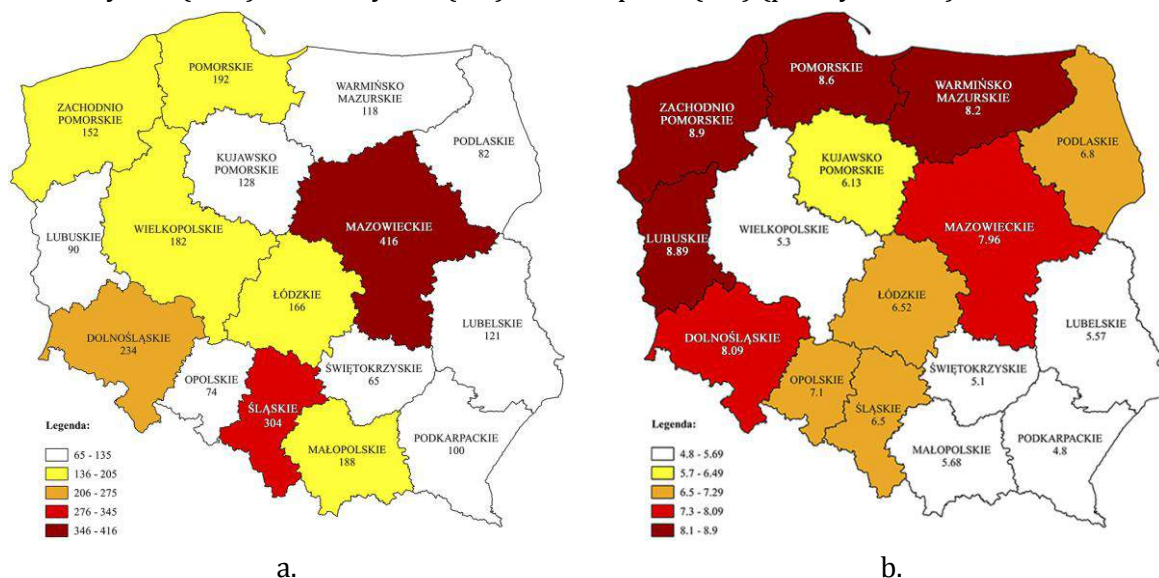 POMORSKIE
192
ZACHODNIO
POMORSKIE
152
WARMIŃSKO
MAZURSKIE
118
PODLASKIE
82
KUJAWSKO
POMORSKIE
128
LUBUSKIE
90
WIELKOPOLSKIE
182
MAZOWIECKIE
416
ŁÓDZKIE
166
DOLNOŚLĄSKIE
234
LUBELSKIE
121
OPOLSKIE
74
ŚWIĘTOKRZYSKIE
65
ŚLĄSKIE
304
MAŁOPOLSKIE
188
PODKARPACKIE
100
Legenda:
65 - 135
136 - 205
206 - 275
276 - 345
346 - 416
a.
POMORSKIE
8.6
ZACHODNIO
POMORSKIE
8.9
WARMIŃSKO
MAZURSKIE
8.2
PODLASKIE
6.8
KUJAWSKO
POMORSKIE
6.13
LUBUSKIE
8.89
WIELKOPOLSKIE
5.3
MAZOWIECKIE
7.96
ŁÓDZKIE
6.52
DOLNOŚLĄSKIE
8.09
LUBELSKIE
5.57
OPOLSKIE
7.1
ŚWIĘTOKRZYSKIE
5.1
ŚLĄSKIE
6.5
MAŁOPOLSKIE
5.68
PODKARPACKIE
4.8
Legenda:
4.8 - 5.69
5.7 - 6.49
6.5 - 7.29
7.3 - 8.09
8.1 - 8.9
b.